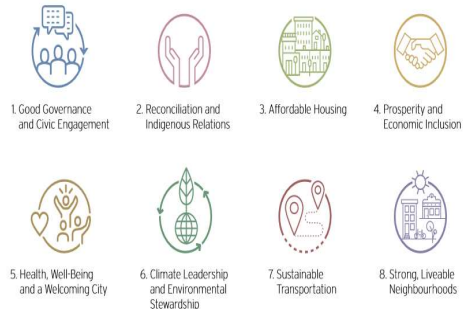 1. Good Governance
and Civic Engagement
2. Reconciliation and
Indigenous Relations
3. Affordable Housing
4. Prosperity and
Economic Inclusion
5. Health, Well-Being
and a Welcoming City
6. Climate Leadership
and Environmental
Stewardship
7. Sustainable
Transportation
8. Strong, Liveable
Neighbourhoods